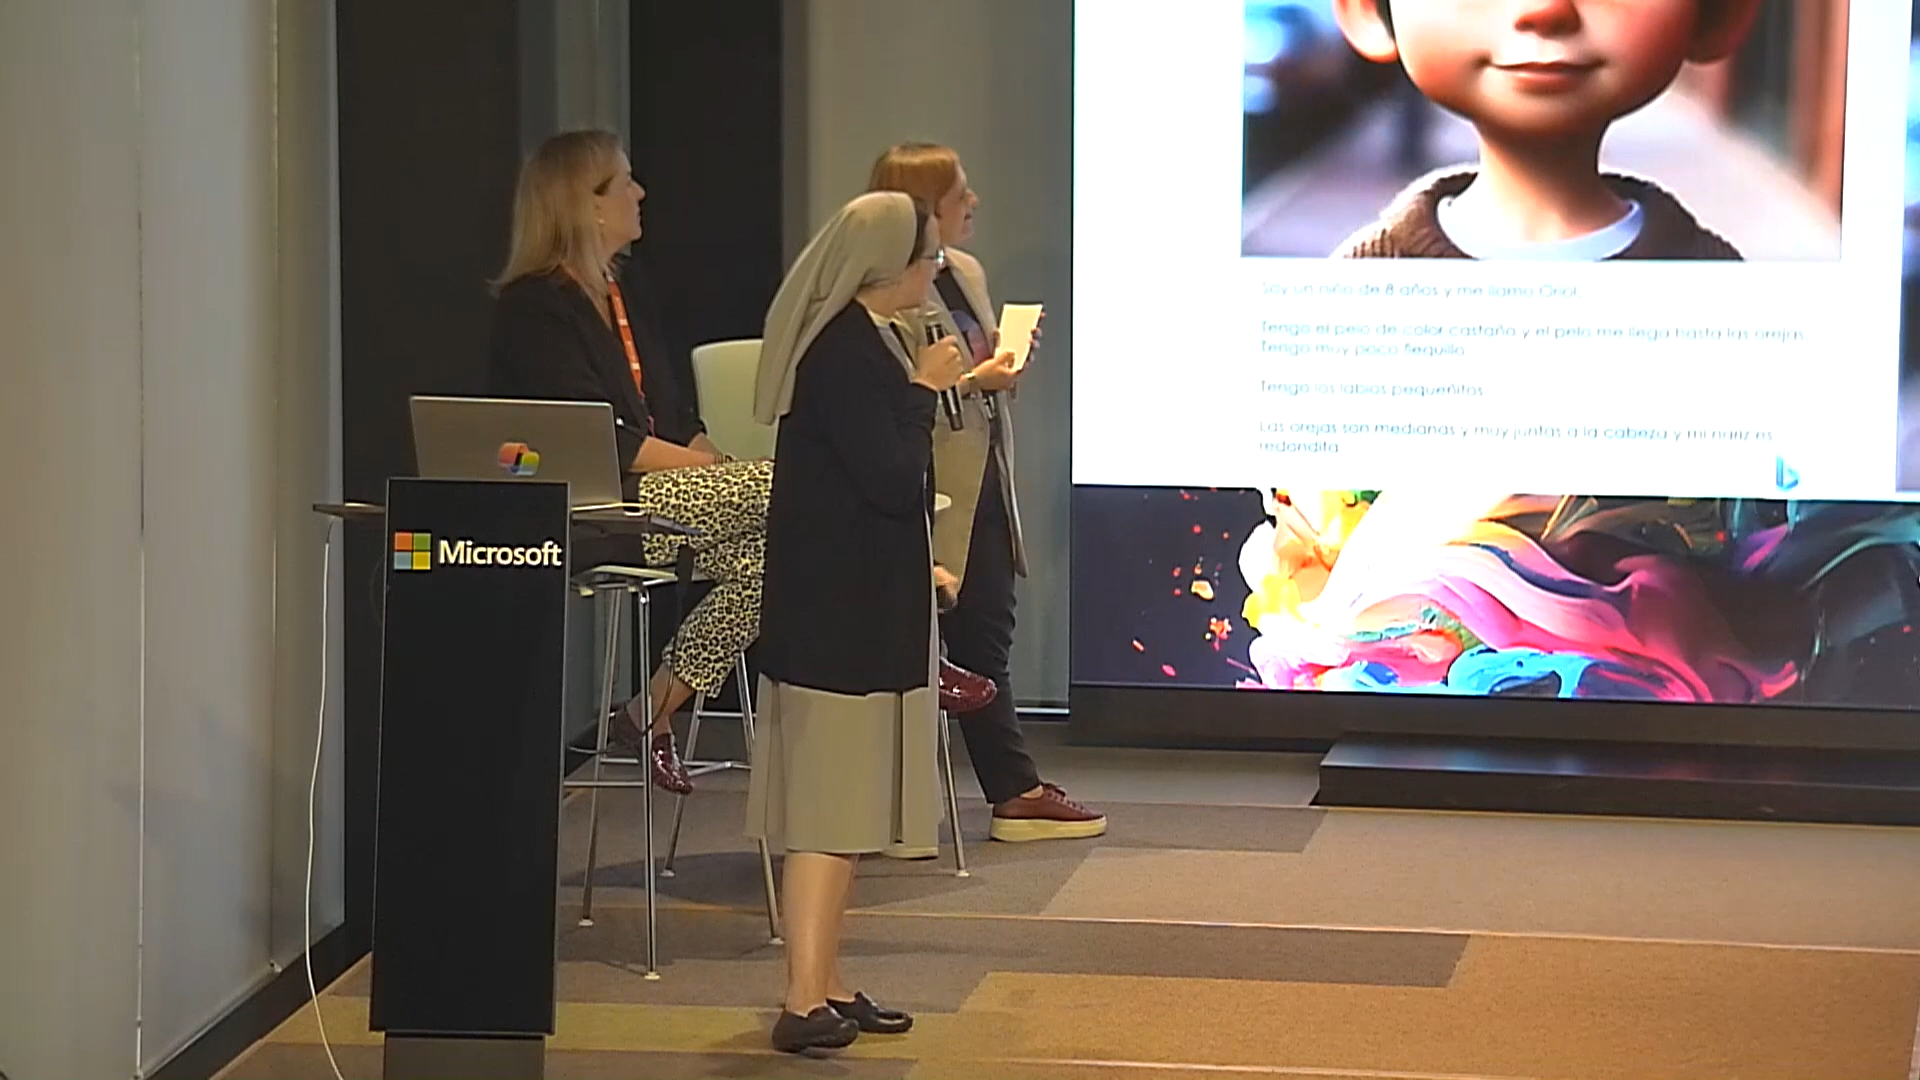 Soy un niño de 8 años y me llamo Oriol.
Tengo el pelo de color castaño y el pelo me llega hasta las orejas.
Tengo muy poco flequillo.
Tengo los labios pequeñitos.
Las orejas son medianas y muy juntas a la cabeza y mi nariz es
redondita.
Microsoft